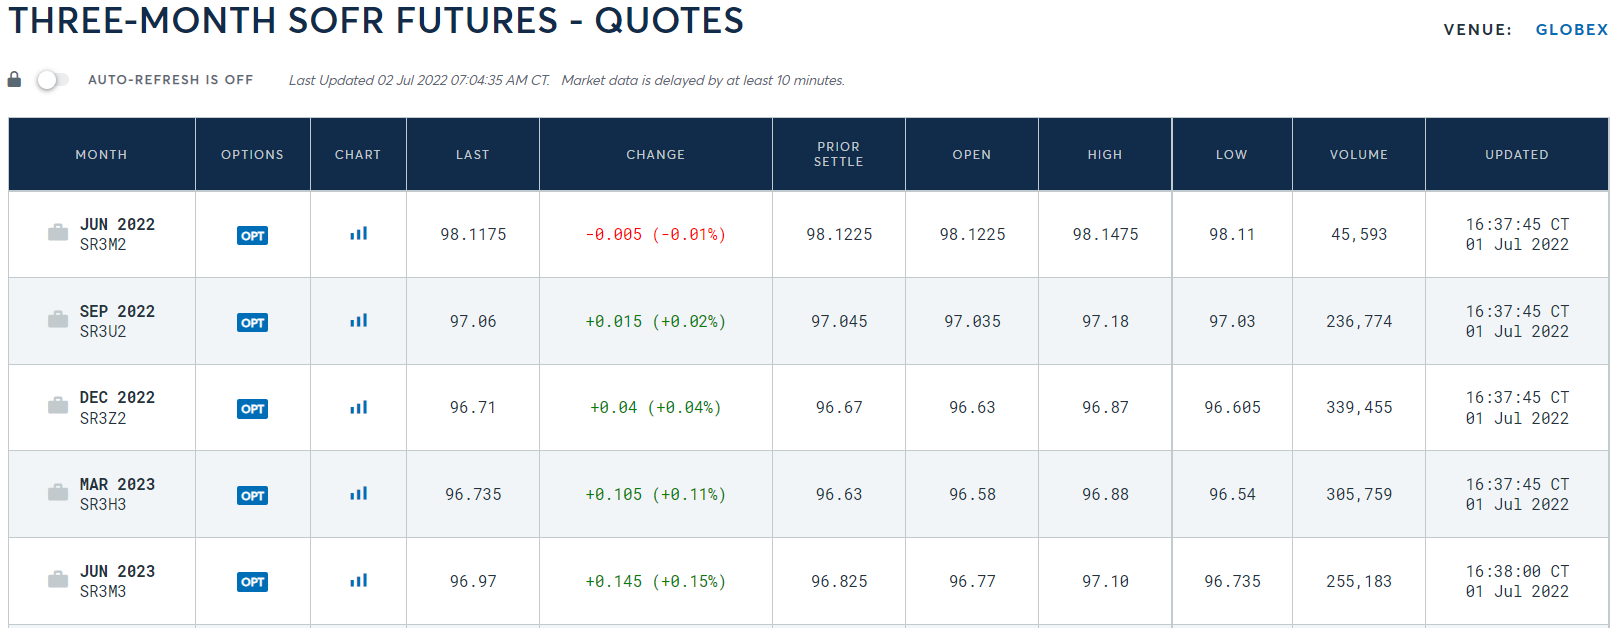 THREE-MONTH SOFR FUTURES - QUOTES
VENUE: GLOBEX
AUTO-REFRESH IS OFF Last Updated 02 Jul 2022 07:04:35 AM CT. Market data is delayed by at least 10 minutes.
MONTH OPTIONS CHART LAST CHANGE PRIOR SETTLE OPEN HIGH LOW VOLUME UPDATED
JUN 2022 SR3M2 OPT 98.1175 -0.005 (-0.01%) 98.1225 98.1225 98.1475 98.11 45,593 16:37:45 CT 01 Jul 2022
SEP 2022 SR3U2 OPT 97.06 +0.015 (+0.02%) 97.045 97.035 97.18 97.03 236,774 16:37:45 CT 01 Jul 2022
DEC 2022 SR3Z2 OPT 96.71 +0.04 (+0.04%) 96.67 96.63 96.87 96.605 339,455 16:37:45 CT 01 Jul 2022
MAR 2023 SR3H3 OPT 96.735 +0.105 (+0.11%) 96.63 96.58 96.88 96.54 305,759 16:37:45 CT 01 Jul 2022
JUN 2023 SR3M3 OPT 96.97 +0.145 (+0.15%) 96.825 96.77 97.10 96.735 255,183 16:38:00 CT 01 Jul 2022